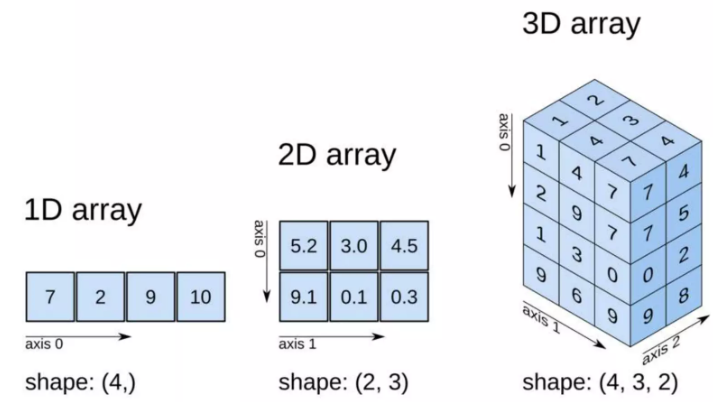 1D array
7 2 9 10
axis 0
shape: (4,)
2D array
axis 0
5.2 3.0 4.5
9.1 0.1 0.3
axis 1
shape: (2, 3)
3D array
axis 0
2
1 3
4 4
7
1 4 7 7 4
2 9 7 7 5
1 3 0 0 2
9 6 9 9 8
axis 1
axis 2
shape: (4, 3, 2)